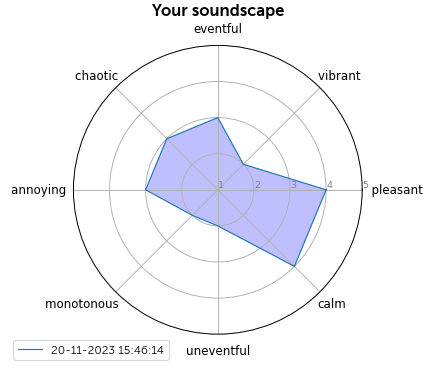 Your soundscape
eventful
chaotic
vibrant
annoying
1
2
3
4
5
pleasant
monotonous
calm
uneventful
20-11-2023 15:46:14